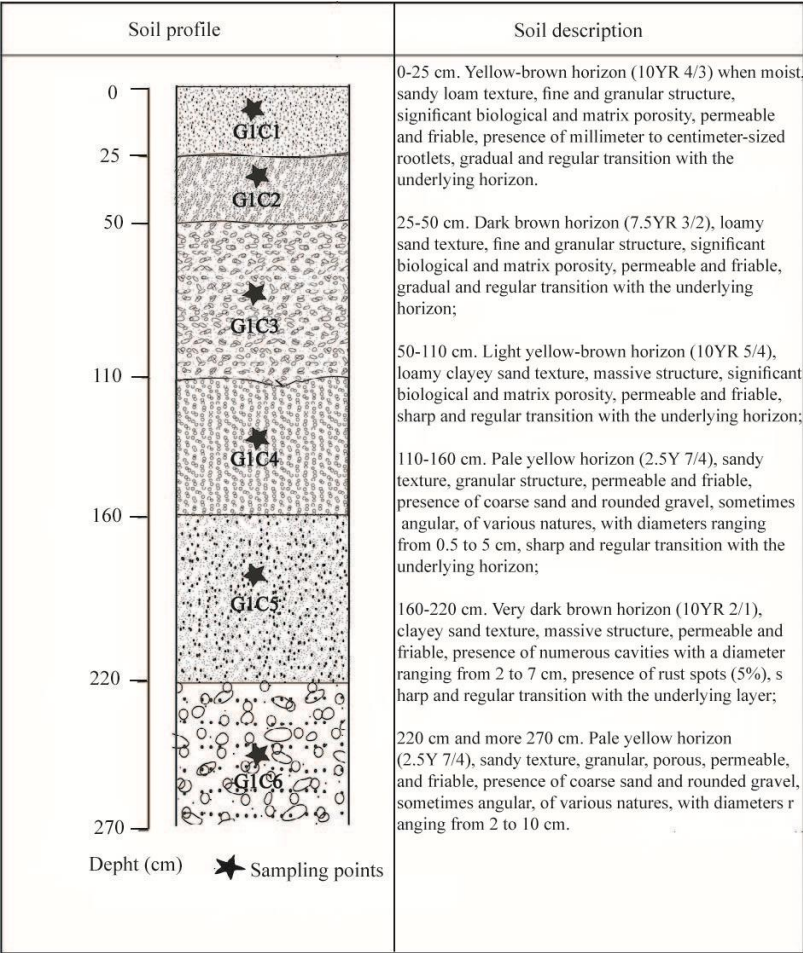 Soil profile
Soil description
0
25
50
110
160
220
270
G1C1
G1C2
G1C3
G1C4
G1C5
G1C6
Depht (cm)
Sampling points
0-25 cm. Yellow-brown horizon (10YR 4/3) when moist,
sandy loam texture, fine and granular structure,
significant biological and matrix porosity, permeable
and friable, presence of millimeter to centimeter-sized
rootlets, gradual and regular transition with the
underlying horizon.
25-50 cm. Dark brown horizon (7.5YR 3/2), loamy
sand texture, fine and granular structure, significant
biological and matrix porosity, permeable and friable,
gradual and regular transition with the underlying
horizon;
50-110 cm. Light yellow-brown horizon (10YR 5/4),
loamy clayey sand texture, massive structure, significant
biological and matrix porosity, permeable and friable,
sharp and regular transition with the underlying horizon;
110-160 cm. Pale yellow horizon (2.5Y 7/4), sandy
texture, granular structure, permeable and friable,
presence of coarse sand and rounded gravel, sometimes
angular, of various natures, with diameters ranging
from 0.5 to 5 cm, sharp and regular transition with the
underlying horizon;
160-220 cm. Very dark brown horizon (10YR 2/1),
clayey sand texture, massive structure, permeable and
friable, presence of numerous cavities with a diameter
ranging from 2 to 7 cm, presence of rust spots (5%), s
harp and regular transition with the underlying layer;
220 cm and more 270 cm. Pale yellow horizon
(2.5Y 7/4), sandy texture, granular, porous, permeable,
and friable, presence of coarse sand and rounded gravel,
sometimes angular, of various natures, with diameters r
anging from 2 to 10 cm.